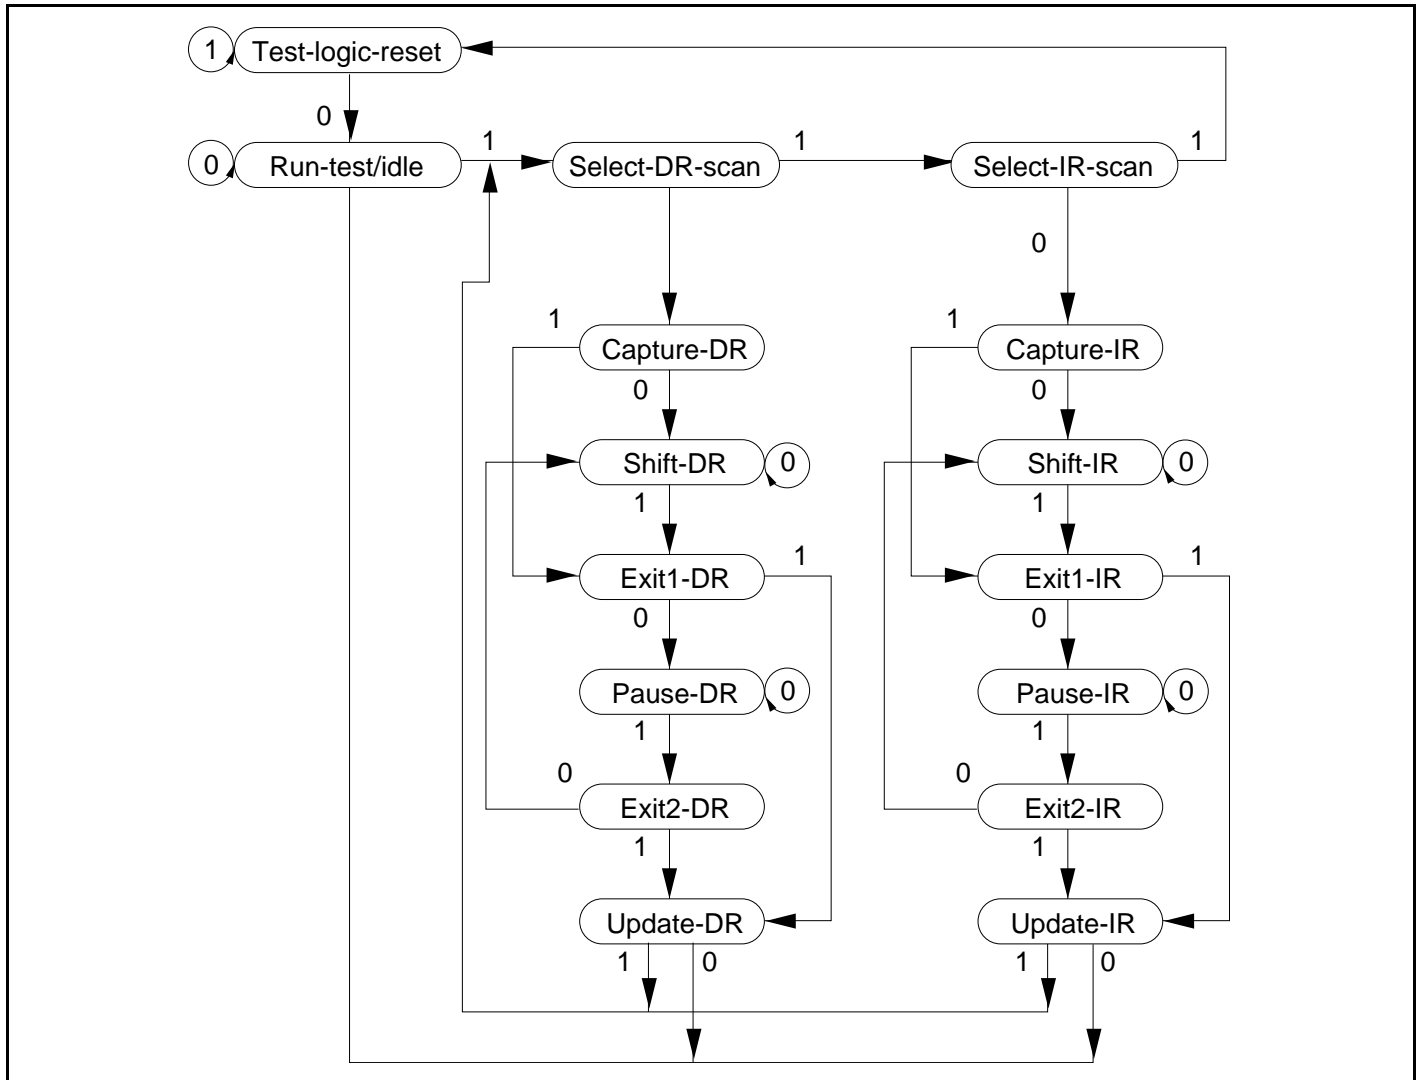 1 Test-logic-reset
0
0 Run-test/idle 1 Select-DR-scan 1 Select-IR-scan 1
0
1 1
Capture-DR Capture-IR
0 0
Shift-DR 0 Shift-IR 0
1 1
1 1
Exit1-DR Exit1-IR
0 0
Pause-DR 0 Pause-IR 0
1 1
0 0
Exit2-DR Exit2-IR
1 1
Update-DR Update-IR
1 0 1 0